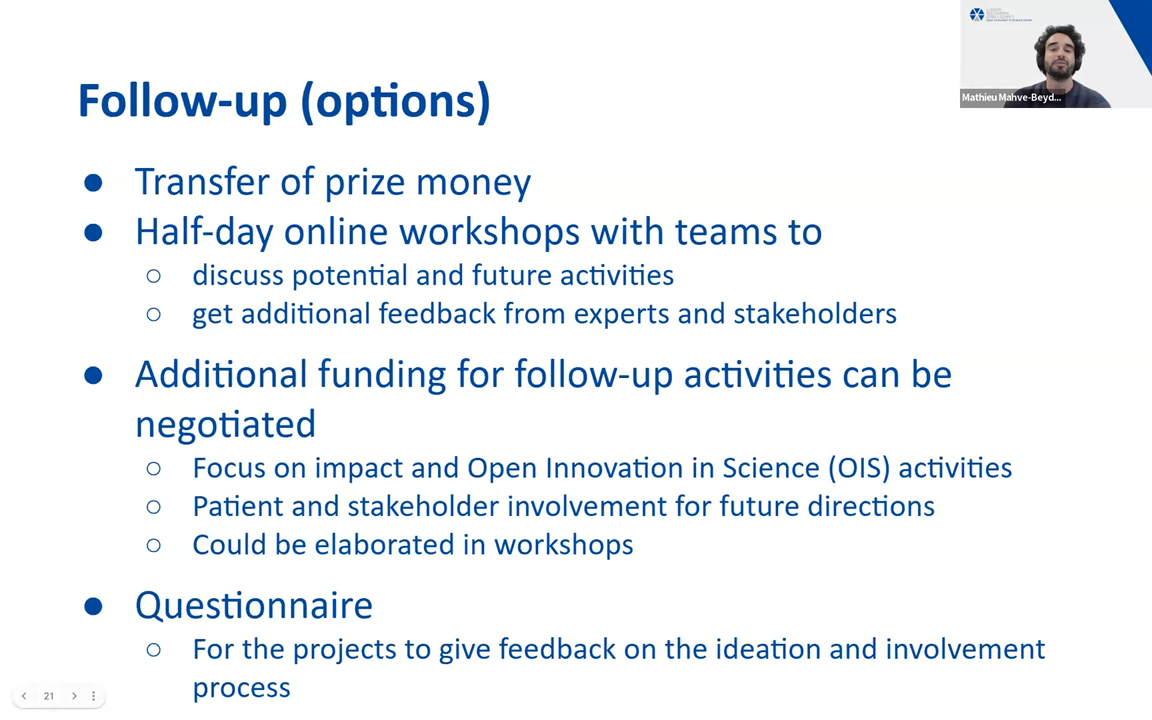 Follow-up (options)
● Transfer of prize money
● Half-day online workshops with teams to
○ discuss potential and future activities
○ get additional feedback from experts and stakeholders
● Additional funding for follow-up activities can be
negotiated
○ Focus on impact and Open Innovation in Science (OIS) activities
○ Patient and stakeholder involvement for future directions
○ Could be elaborated in workshops
● Questionnaire
○ For the projects to give feedback on the ideation and involvement
process
Mathieu Mahve-Beyd...
21